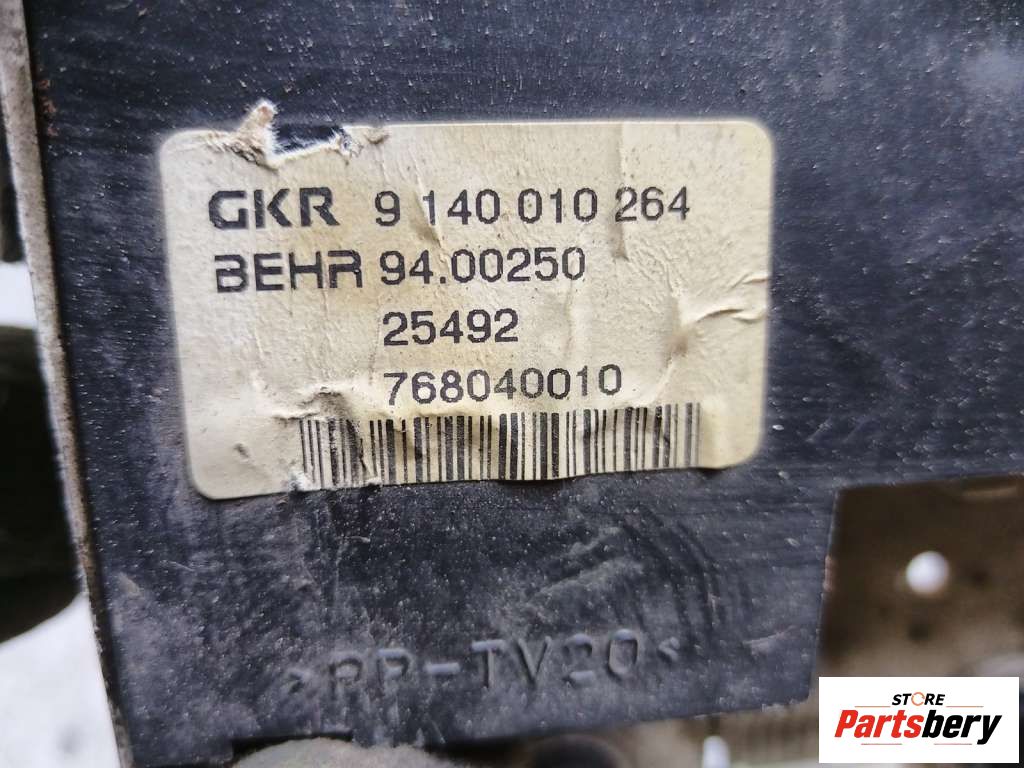 GKR 9 140 010 264
BEHR 94.00250
25492
768040010
>PP-TV20<
STORE
Partsbery